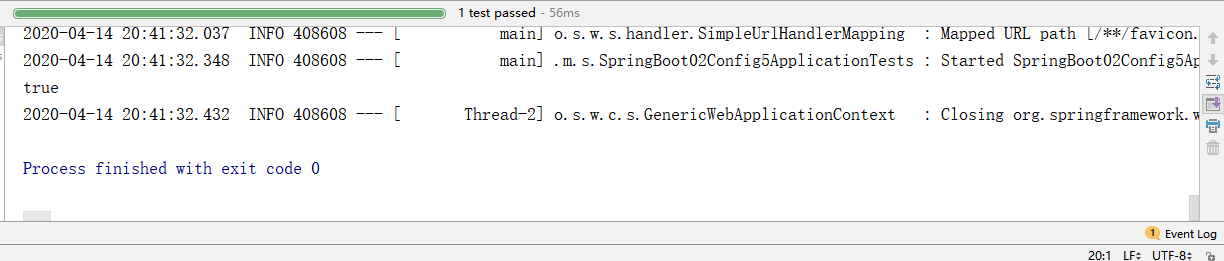 1 test passed - 56ms
2020-04-14 20:41:32.037 INFO 408608 --- [ main] o.s.w.s.handler.SimpleUrlHandlerMapping : Mapped URL path [/**/favicon.
2020-04-14 20:41:32.348 INFO 408608 --- [ main] .m.s.SpringBoot02Config5ApplicationTests : Started SpringBoot02Config5Ap
true
2020-04-14 20:41:32.432 INFO 408608 --- [ Thread-2] o.s.w.c.s.GenericWebApplicationContext : Closing org.springframework.w
Process finished with exit code 0
1 Event Log
20:1 LF UTF-8